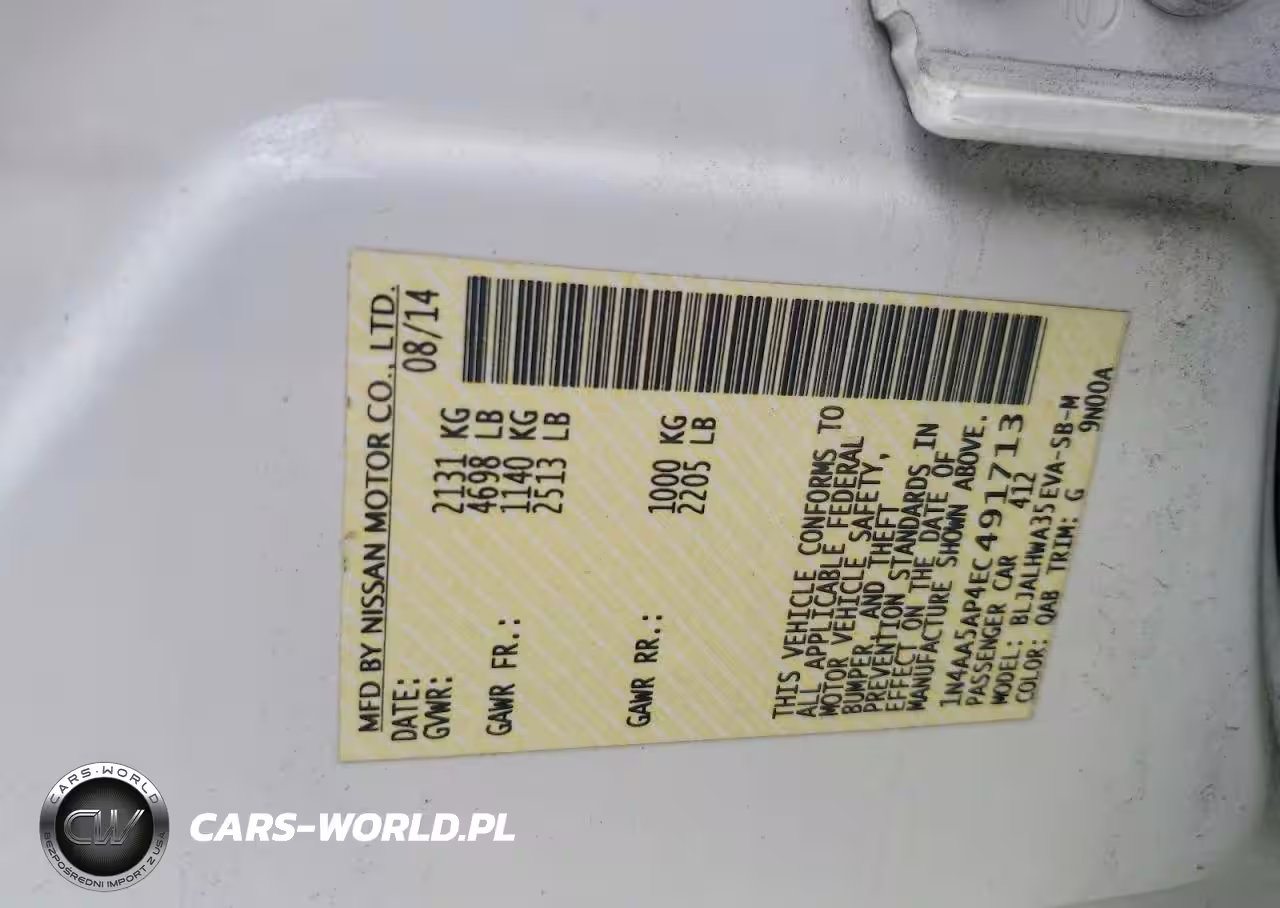 MFD BY NISSAN MOTOR CO., LTD.
DATE: 08/14
GVWR: 2131 KG
4698 LB
GAWR FR.: 1140 KG
2513 LB
GAWR RR.: 1000 KG
2205 LB
THIS VEHICLE CONFORMS TO
ALL APPLICABLE FEDERAL
MOTOR VEHICLE SAFETY,
BUMPER, AND THEFT
PREVENTION STANDARDS IN
EFFECT ON THE DATE OF
MANUFACTURE SHOWN ABOVE.
1N4AA5AP4EC491713
PASSENGER CAR 412
MODEL: BLJALHWA35EVA-SB-M
COLOR: QAB TRIM: G 9N00A
CARS-WORLD
CW
BEZPOŚREDNI IMPORT Z USA
CARS-WORLD.PL